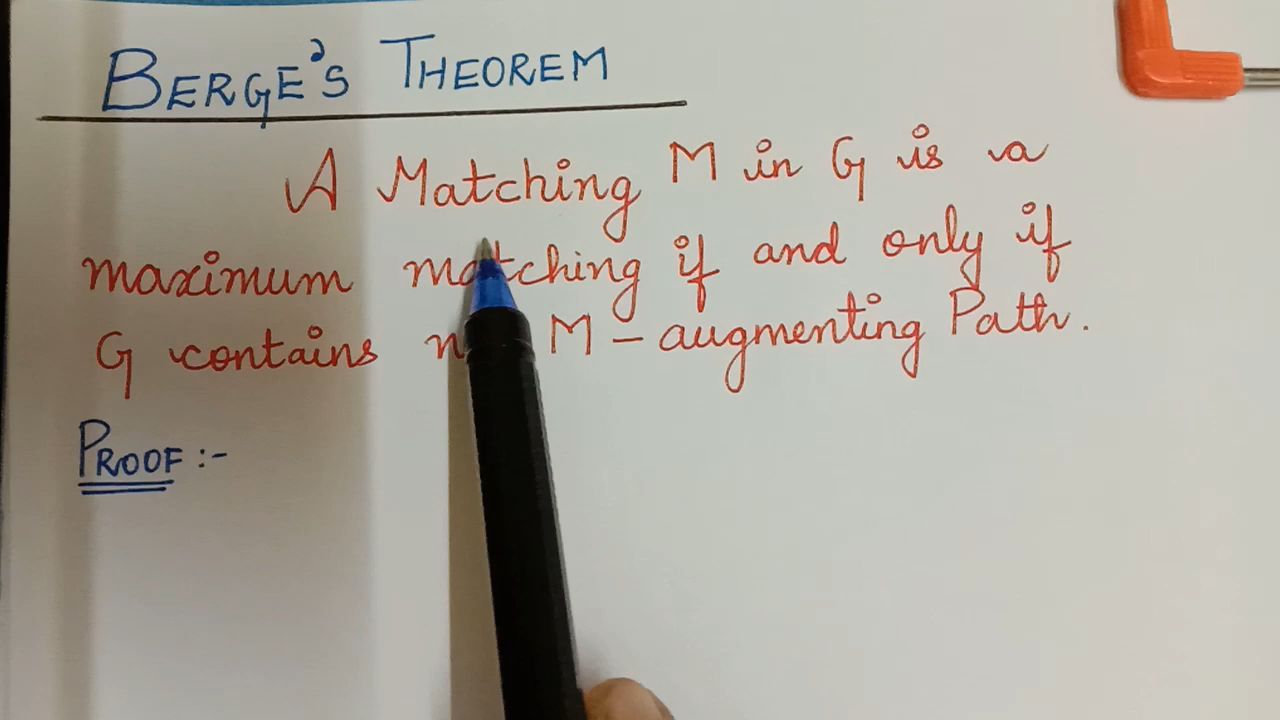 BERGE'S THEOREM
A Matching M in G is a
maximum matching if and only if
G contains M - augmenting Path.
PROOF :-